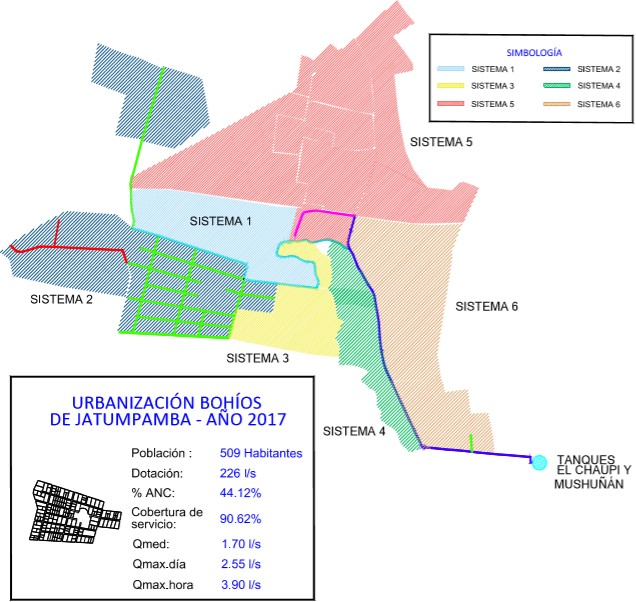 SIMBOLOGÍA
SISTEMA 1 SISTEMA 2
SISTEMA 3 SISTEMA 4
SISTEMA 5 SISTEMA 6
SISTEMA 5
SISTEMA 1
SISTEMA 2
SISTEMA 6
SISTEMA 3
SISTEMA 4
TANQUES
EL CHAUPI Y
MUSHUÑÁN
URBANIZACIÓN BOHÍOS
DE JATUMPAMBA - AÑO 2017
Población : 509 Habitantes
Dotación: 226 l/s
% ANC: 44.12%
Cobertura de
servicio: 90.62%
Qmed: 1.70 l/s
Qmax.día 2.55 l/s
Qmax.hora 3.90 l/s